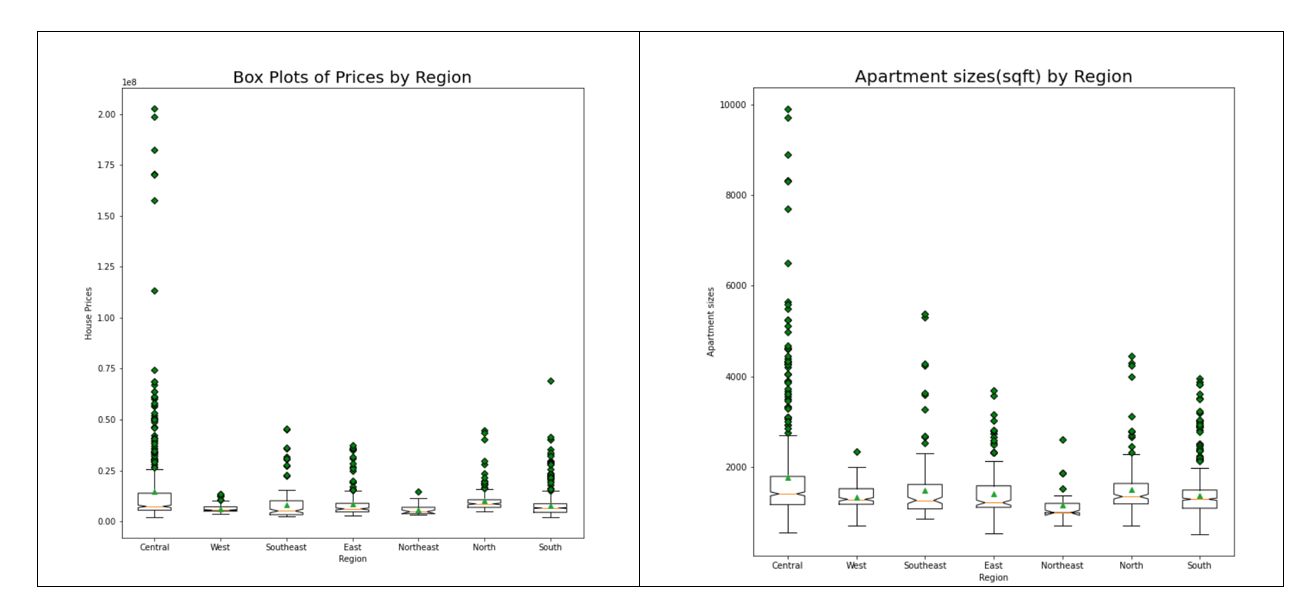 Box Plots of Prices by Region
1e8
2.00
1.75
1.50
1.25
1.00
0.75
0.50
0.25
0.00
House Prices
Central West Southeast East Northeast North South
Region
Apartment sizes(sqft) by Region
10000
8000
6000
4000
2000
Apartment sizes
Central West Southeast East Northeast North South
Region